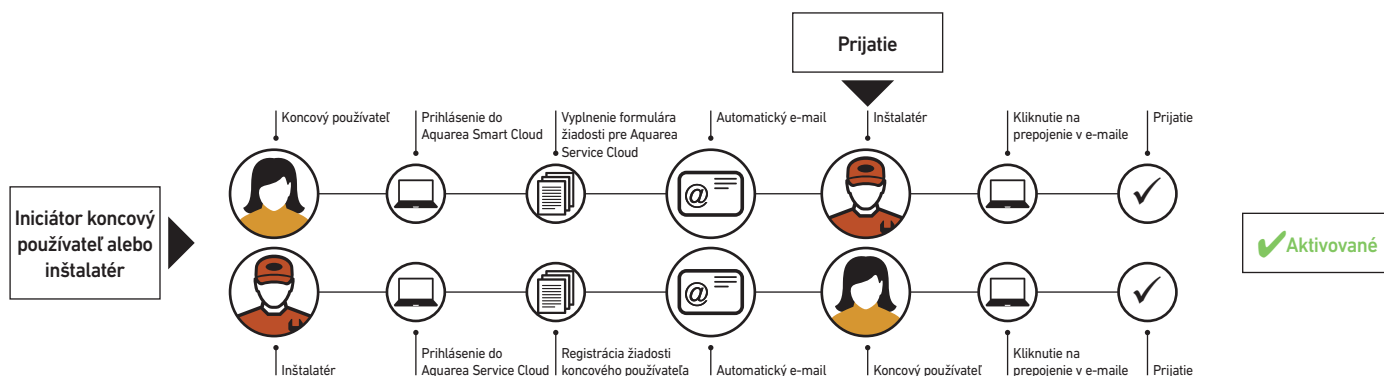 Prijatie
Koncový používateľ
Prihlásenie do
Aquarea Smart Cloud
Vyplnenie formulára
žiadosti pre Aquarea
Service Cloud
Automatický e-mail
Inštalatér
Kliknutie na
prepojenie v e-maile
Prijatie
Iniciátor koncový
používateľ alebo
inštalatér
@
@
Aktivované
Inštalatér
Prihlásenie do
Aquarea Service Cloud
Registrácia žiadosti
koncového používateľa
Automatický e-mail
Koncový používateľ
Kliknutie na
prepojenie v e-maile
Prijatie